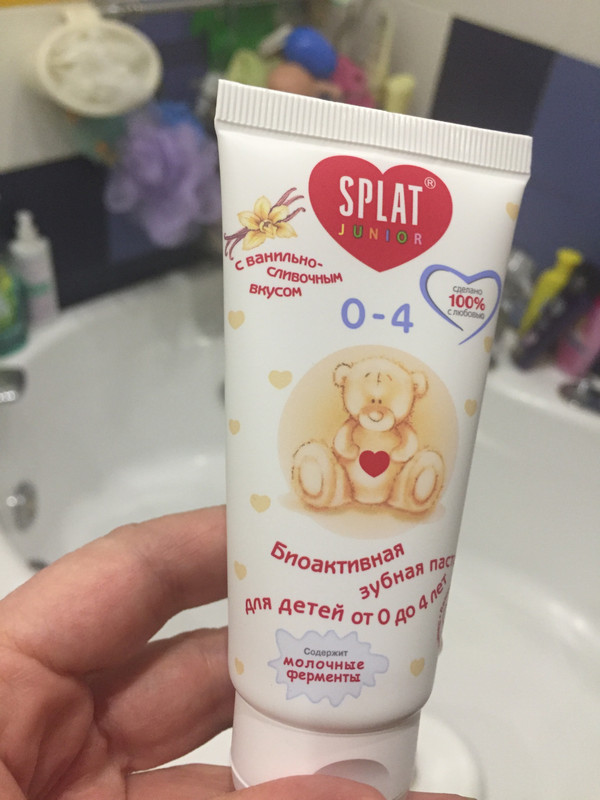 SPLAT®
JUNIOR
с ванильно-
сливочным
вкусом
0-4
сделано
100%
с любовью
Биоактивная
зубная паст
для детей от 0 до 4 лет
Содержит
молочные
ферменты